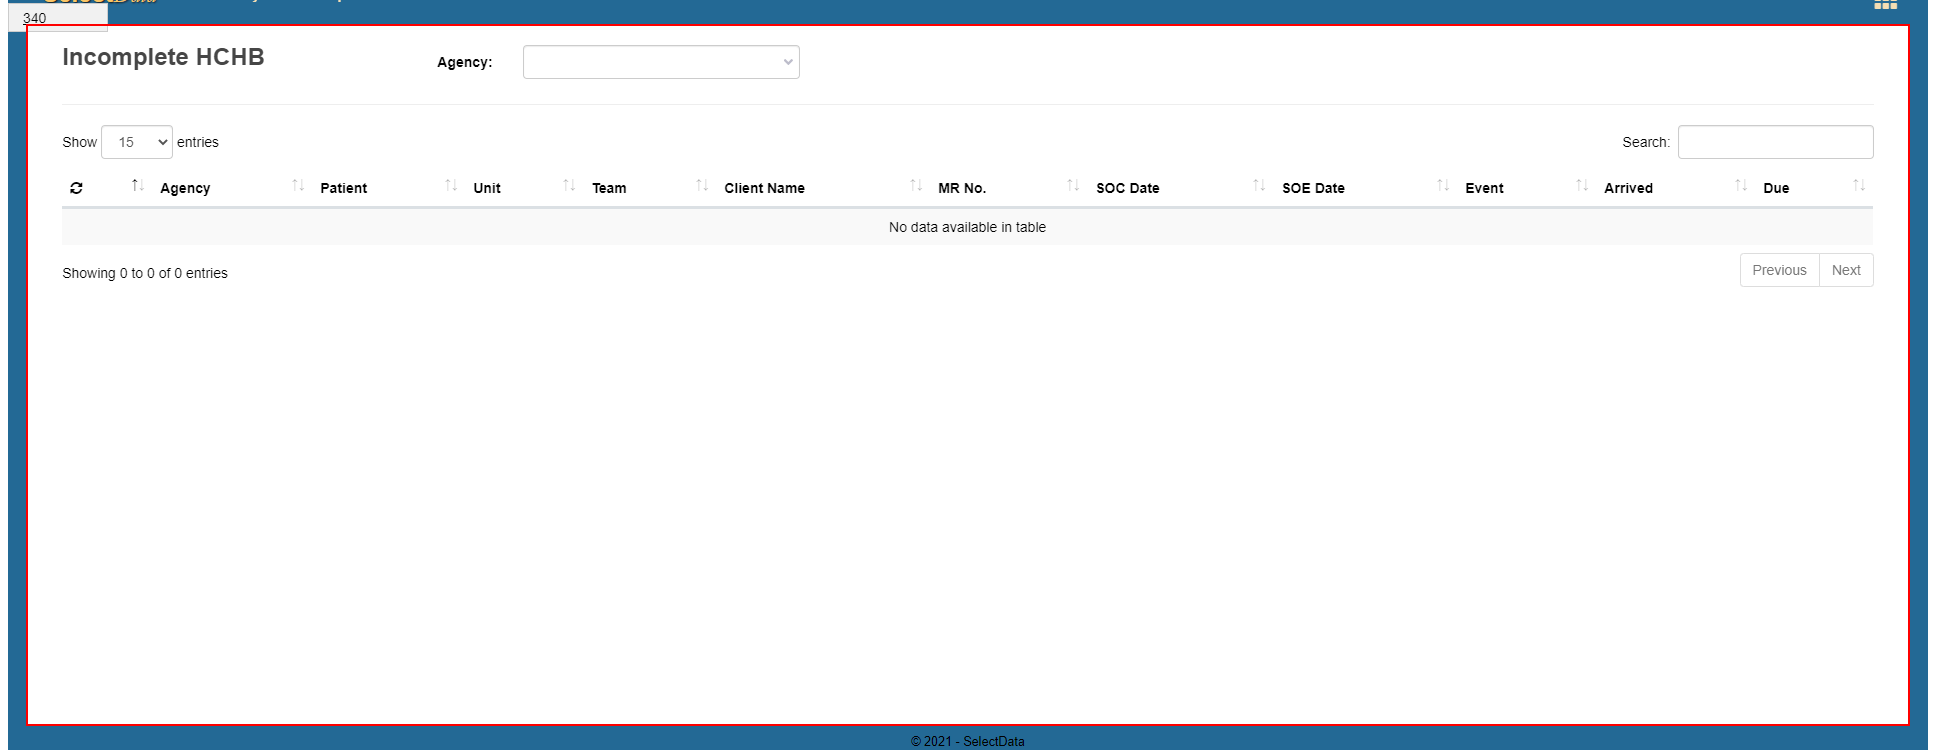 340
Incomplete HCHB
Agency:
Show 15 entries
Search:
Agency Patient Unit Team Client Name MR No. SOC Date SOE Date Event Arrived Due
No data available in table
Showing 0 to 0 of 0 entries
Previous Next
© 2021 - SelectData